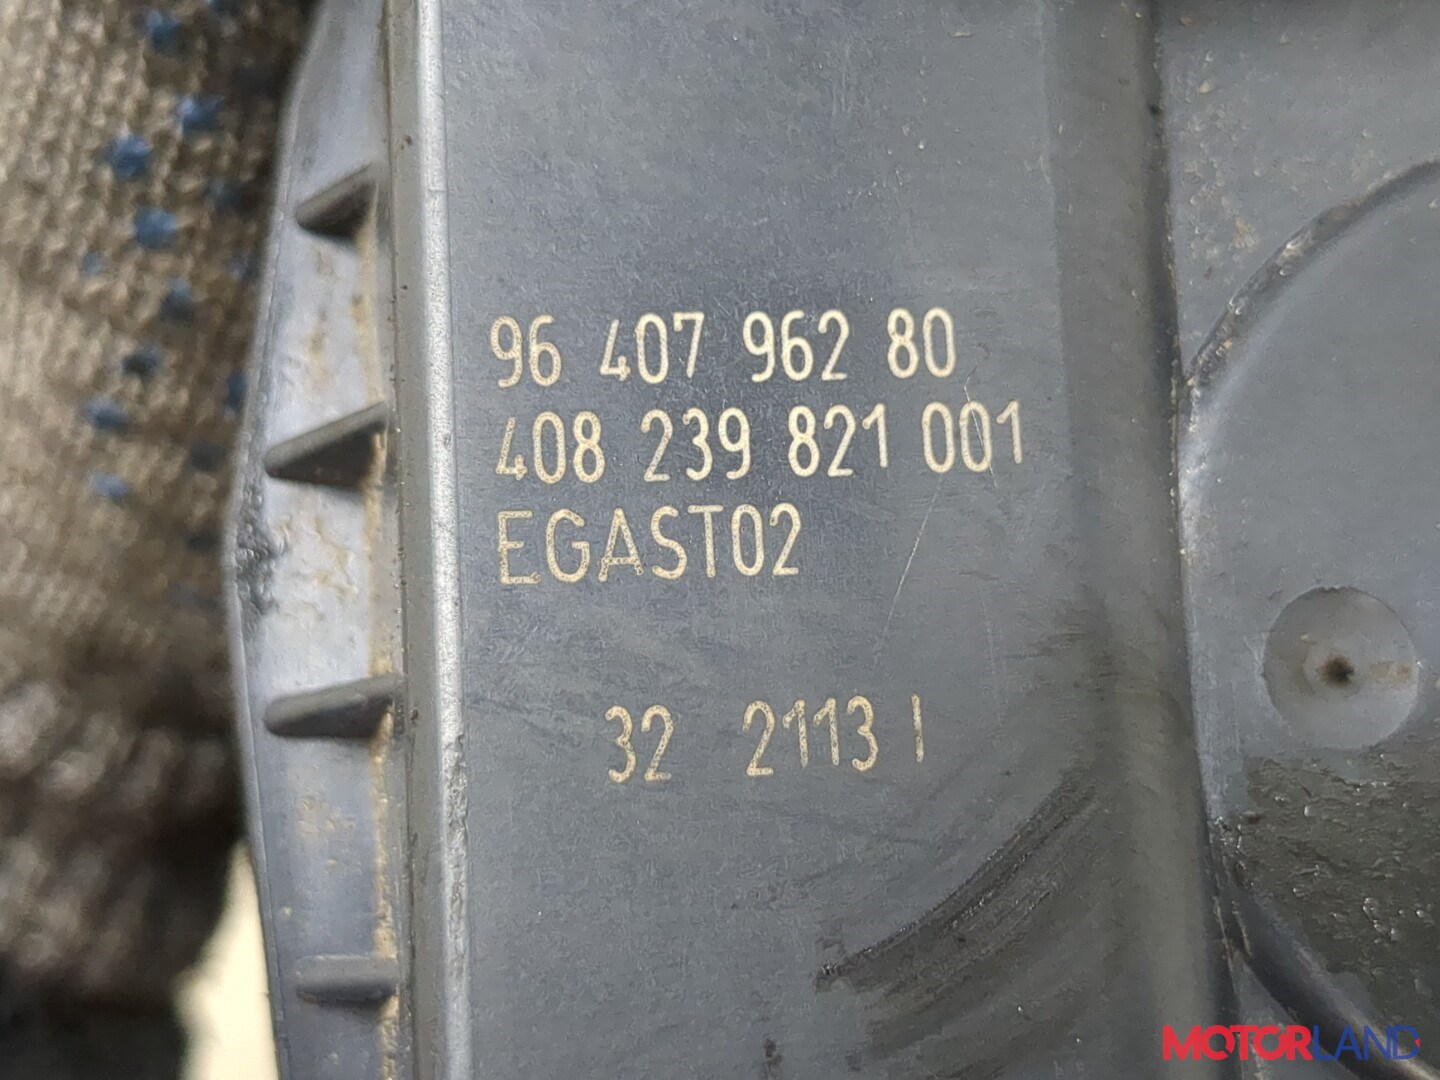 96 407 962 80
408 239 821 001
EGAST02
32 2113 I
MOTORLAND